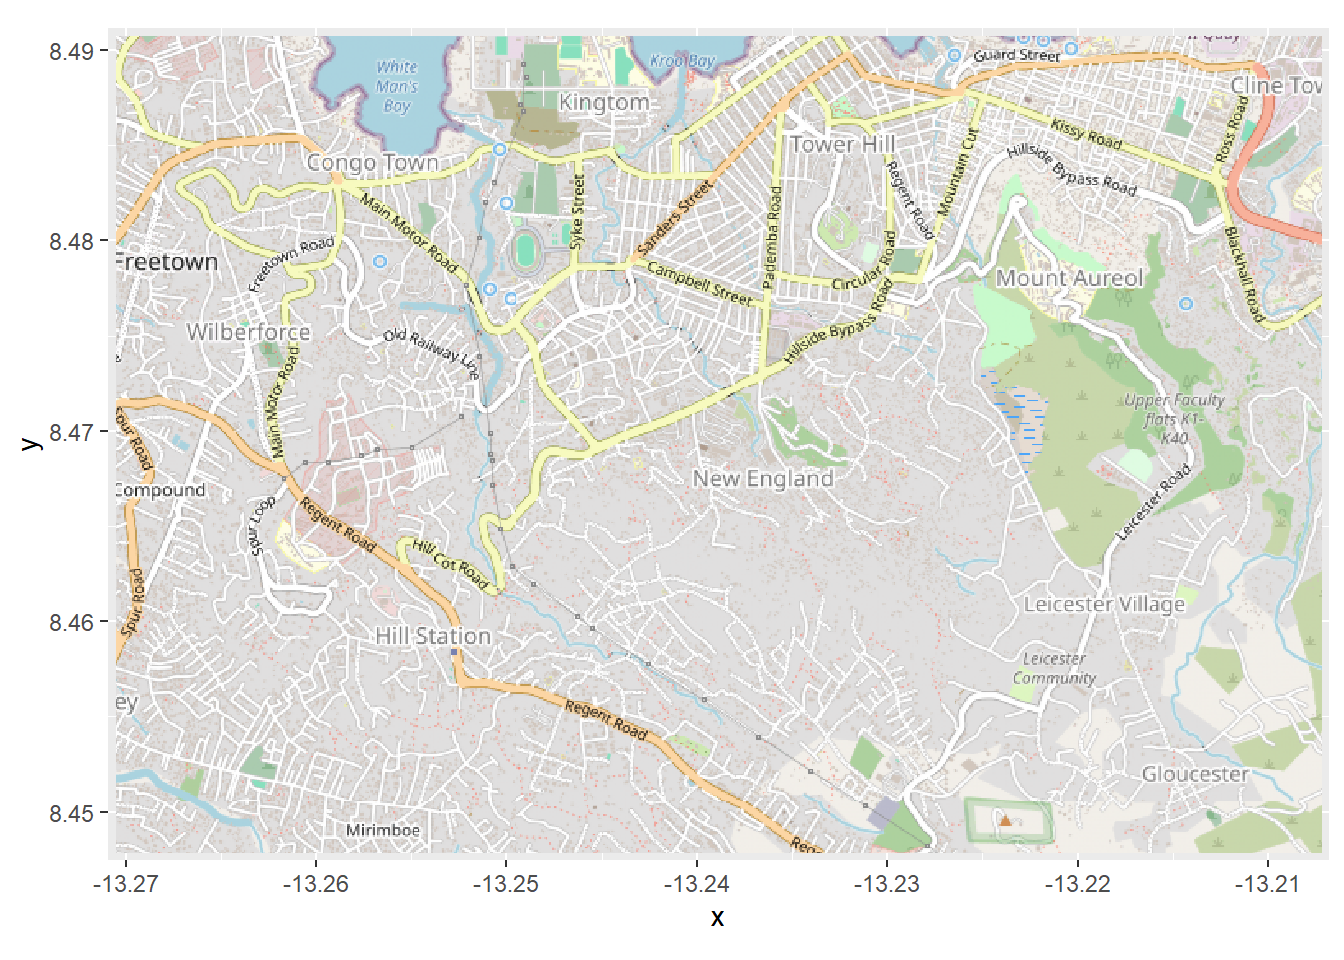 8.49
8.48
8.47
8.46
8.45
y
-13.27
-13.26
-13.25
-13.24
-13.23
-13.22
-13.21
x
White
Man's
Bay
Kroo Bay
Guard Street
Quay
Cline Tow
Kingtom
Congo Town
Tower Hill
Kissy Road
Ross Road
Hillside Bypass Road
Mountain Cut
Regent Road
Main Motor Road
Syke Street
Sanders Street
Pademba Road
Campbell Street
Circular Road
Blackhall Road
Freetown Road
Freetown
Mount Aureol
Wilberforce
Old Railway Line
Hillside Bypass Road
Main Motor Road
Upper Faculty
flats K1-
K40
Spur Road
Compound
Spur Loop
New England
Leicester Road
Regent Road
Hill Cot Road
Spur Road
Hill Station
Leicester Village
Leicester
Community
ey
Regent Road
Gloucester
Mirimboe
Reg